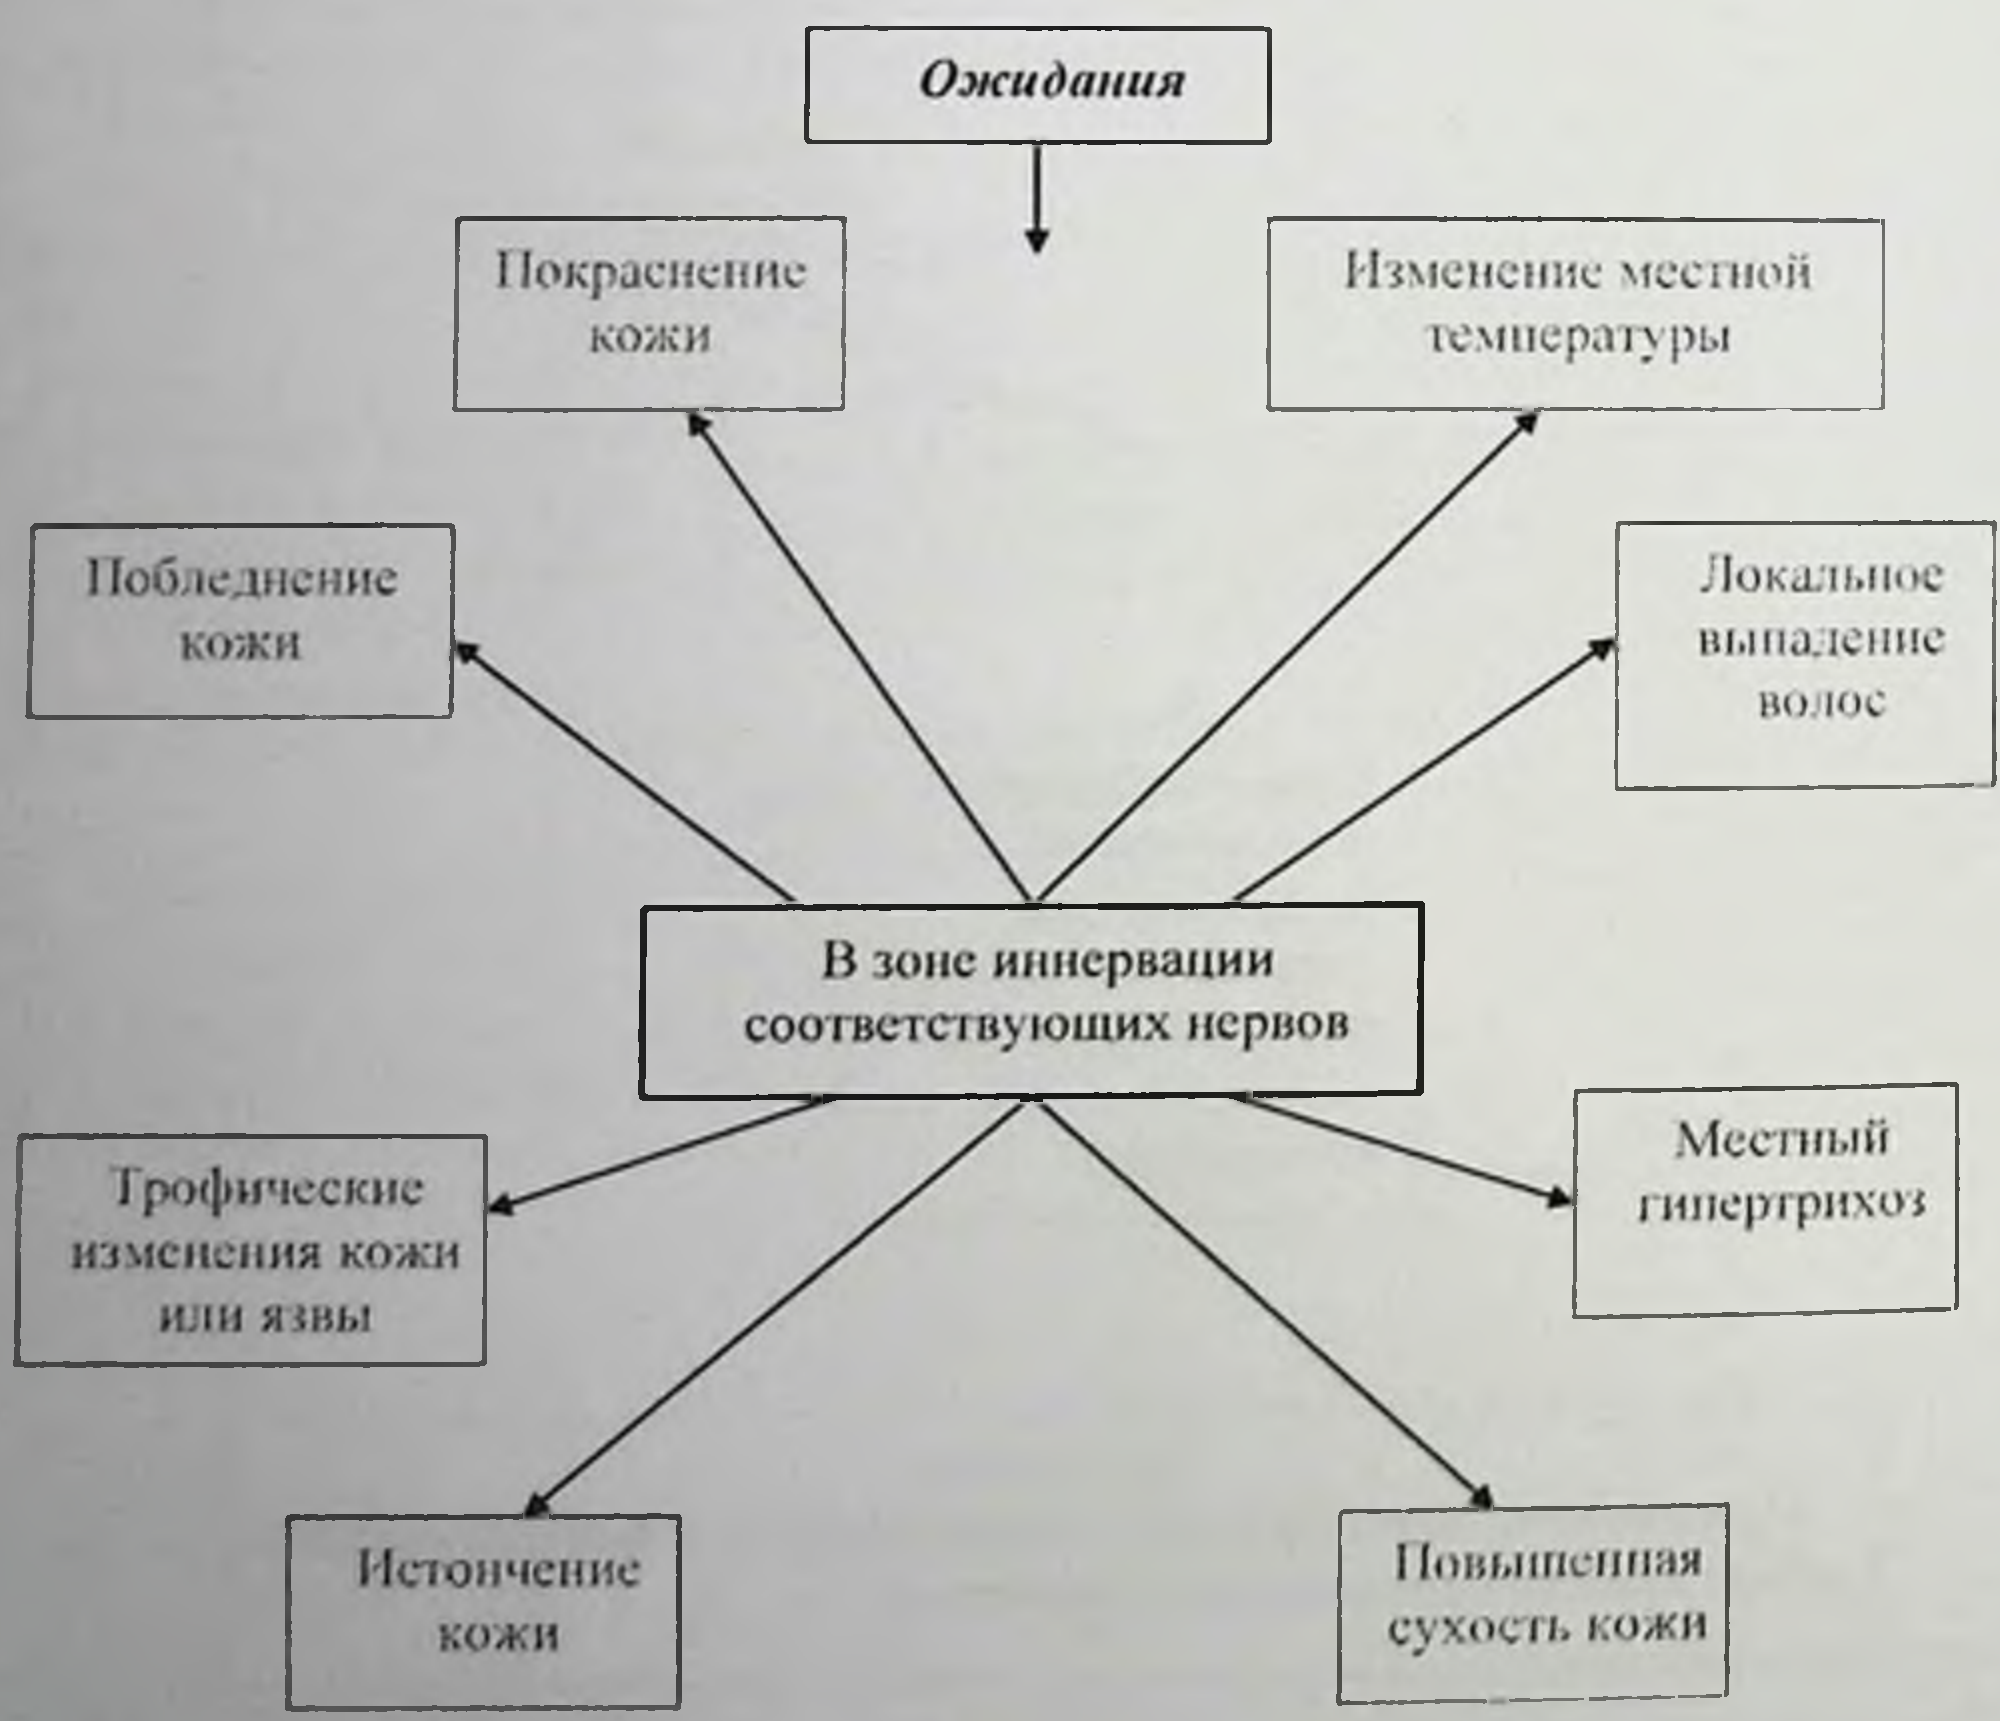 Ожидания
Покраснение
кожи
Изменение местной
температуры
Побледнение
кожи
Локальное
выпадение
волос
В зоне иннервации
соответствующих нервов
Трофические
изменения кожи
или язвы
Местный
гипертрихоз
Истончение
кожи
Повышенная
сухость кожи